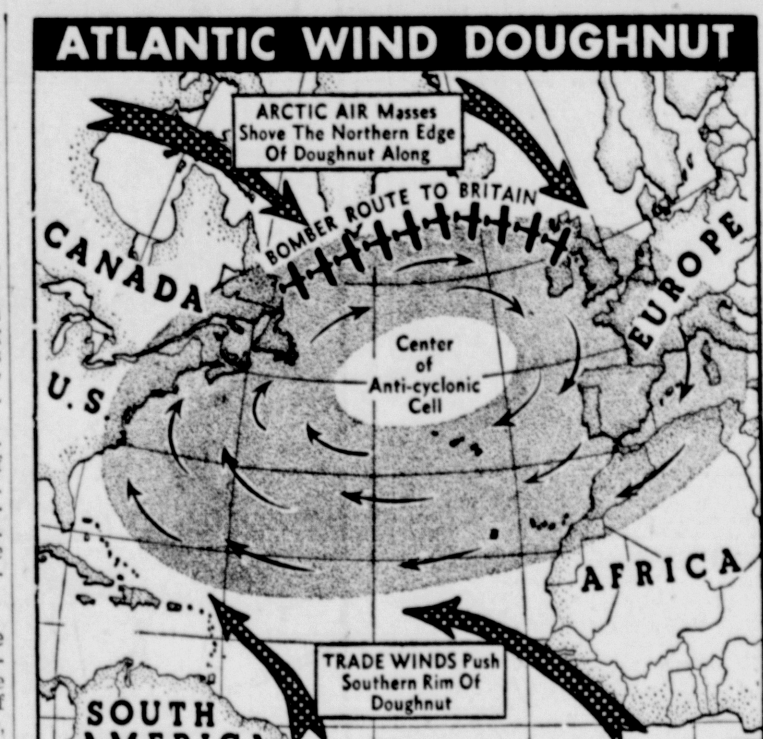 ATLANTIC WIND DOUGHNUT
ARCTIC AIR Masses
Shove The Northern Edge
Of Doughnut Along
BOMBER ROUTE TO BRITAIN
CANADA
EUROPE
Center
of
Anti-cyclonic
Cell
U.S.
AFRICA
TRADE WINDS Push
Southern Rim Of
Doughnut
SOUTH
AMERICA